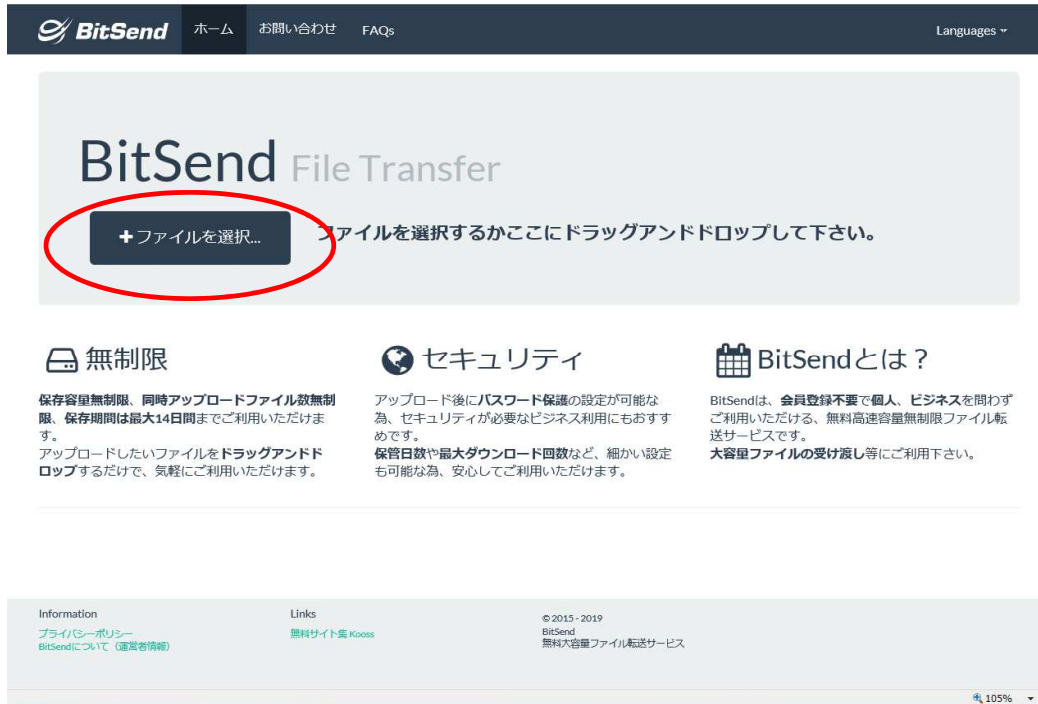 BitSend ホーム お問い合わせ FAQs Languages
BitSend File Transfer
+ファイルを選択... ファイルを選択するかここにドラッグアンドドロップして下さい。
無制限
保存容量無制限、同時アップロードファイル数無制
限、保存期間は最大14日間までご利用いただけま
す。
アップロードしたいファイルをドラッグアンドド
ロップするだけで、気軽にご利用いただけます。
セキュリティ
アップロード後にパスワード保護の設定が可能な
為、セキュリティが必要なビジネス利用にもおすす
めです。
保管日数や最大ダウンロード回数など、細かい設定
も可能な為、安心してご利用いただけます。
BitSendとは？
BitSendは、会員登録不要で個人、ビジネスを問わず
ご利用いただける、無料高速容量無制限ファイル転
送サービスです。
大容量ファイルの受け渡し等にご利用下さい。
Information
プライバシーポリシー
BitSendについて（運営者情報）
Links
無料サイト集 Kooss
© 2015 - 2019
BitSend
無料大容量ファイル転送サービス
105%